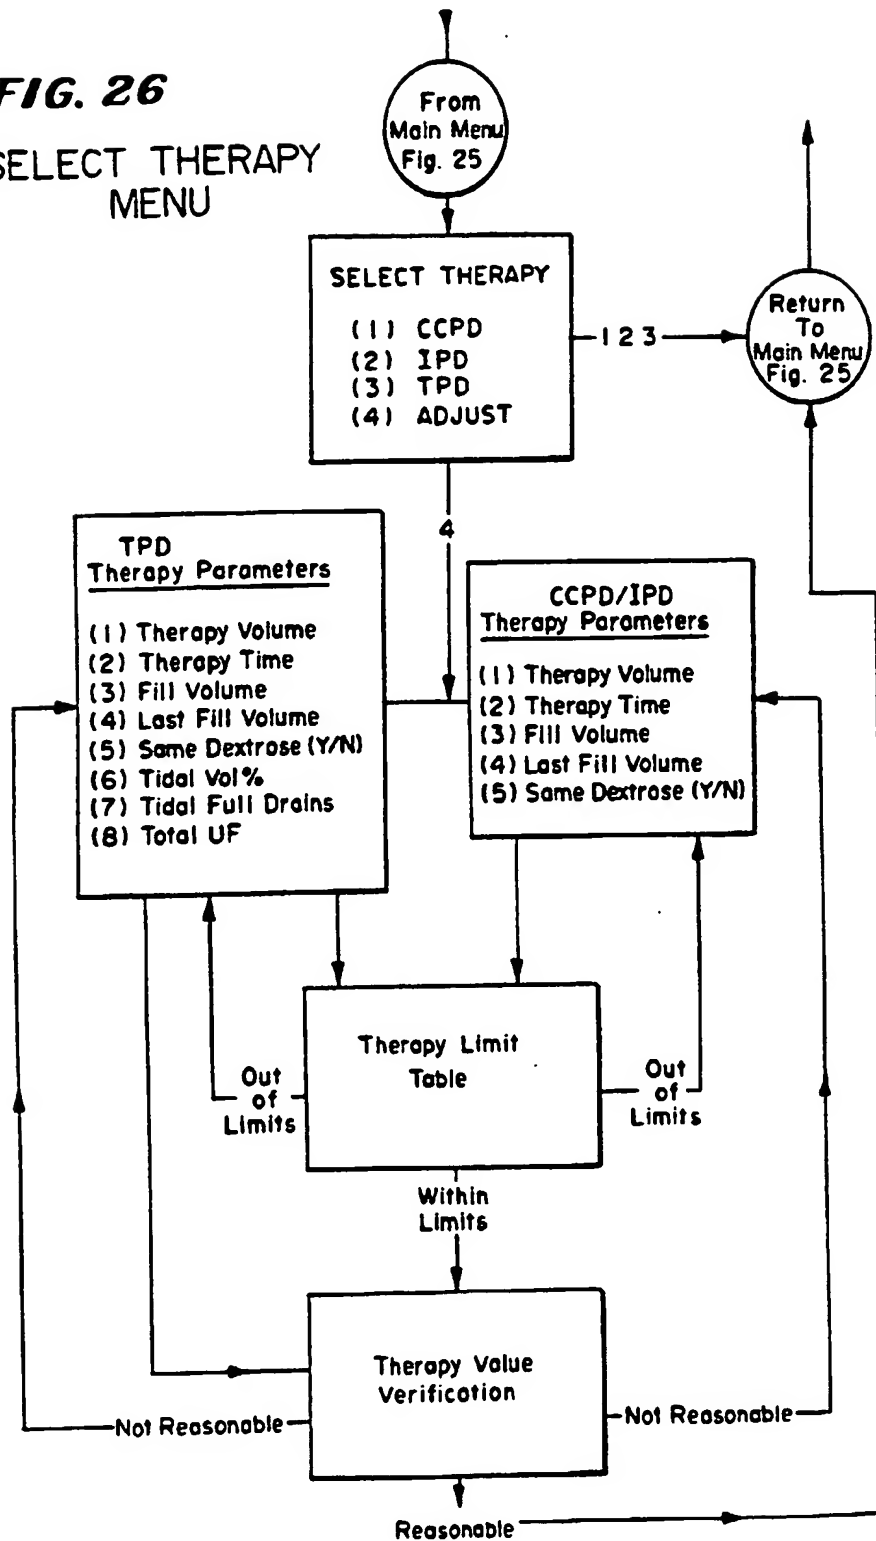 FIG. 26
SELECT THERAPY
MENU
From
Main Menu
Fig. 25
SELECT THERAPY
(1) CCPD
(2) IPD
(3) TPD
(4) ADJUST
1 2 3
Return
To
Main Menu
Fig. 25
4
TPD
Therapy Parameters
(1) Therapy Volume
(2) Therapy Time
(3) Fill Volume
(4) Last Fill Volume
(5) Same Dextrose (Y/N)
(6) Tidal Vol%
(7) Tidal Full Drains
(8) Total UF
CCPD/IPD
Therapy Parameters
(1) Therapy Volume
(2) Therapy Time
(3) Fill Volume
(4) Last Fill Volume
(5) Same Dextrose (Y/N)
Therapy Limit
Table
Out
of
Limits
Out
of
Limits
Within
Limits
Therapy Value
Verification
Not Reasonable
Not Reasonable
Reasonable